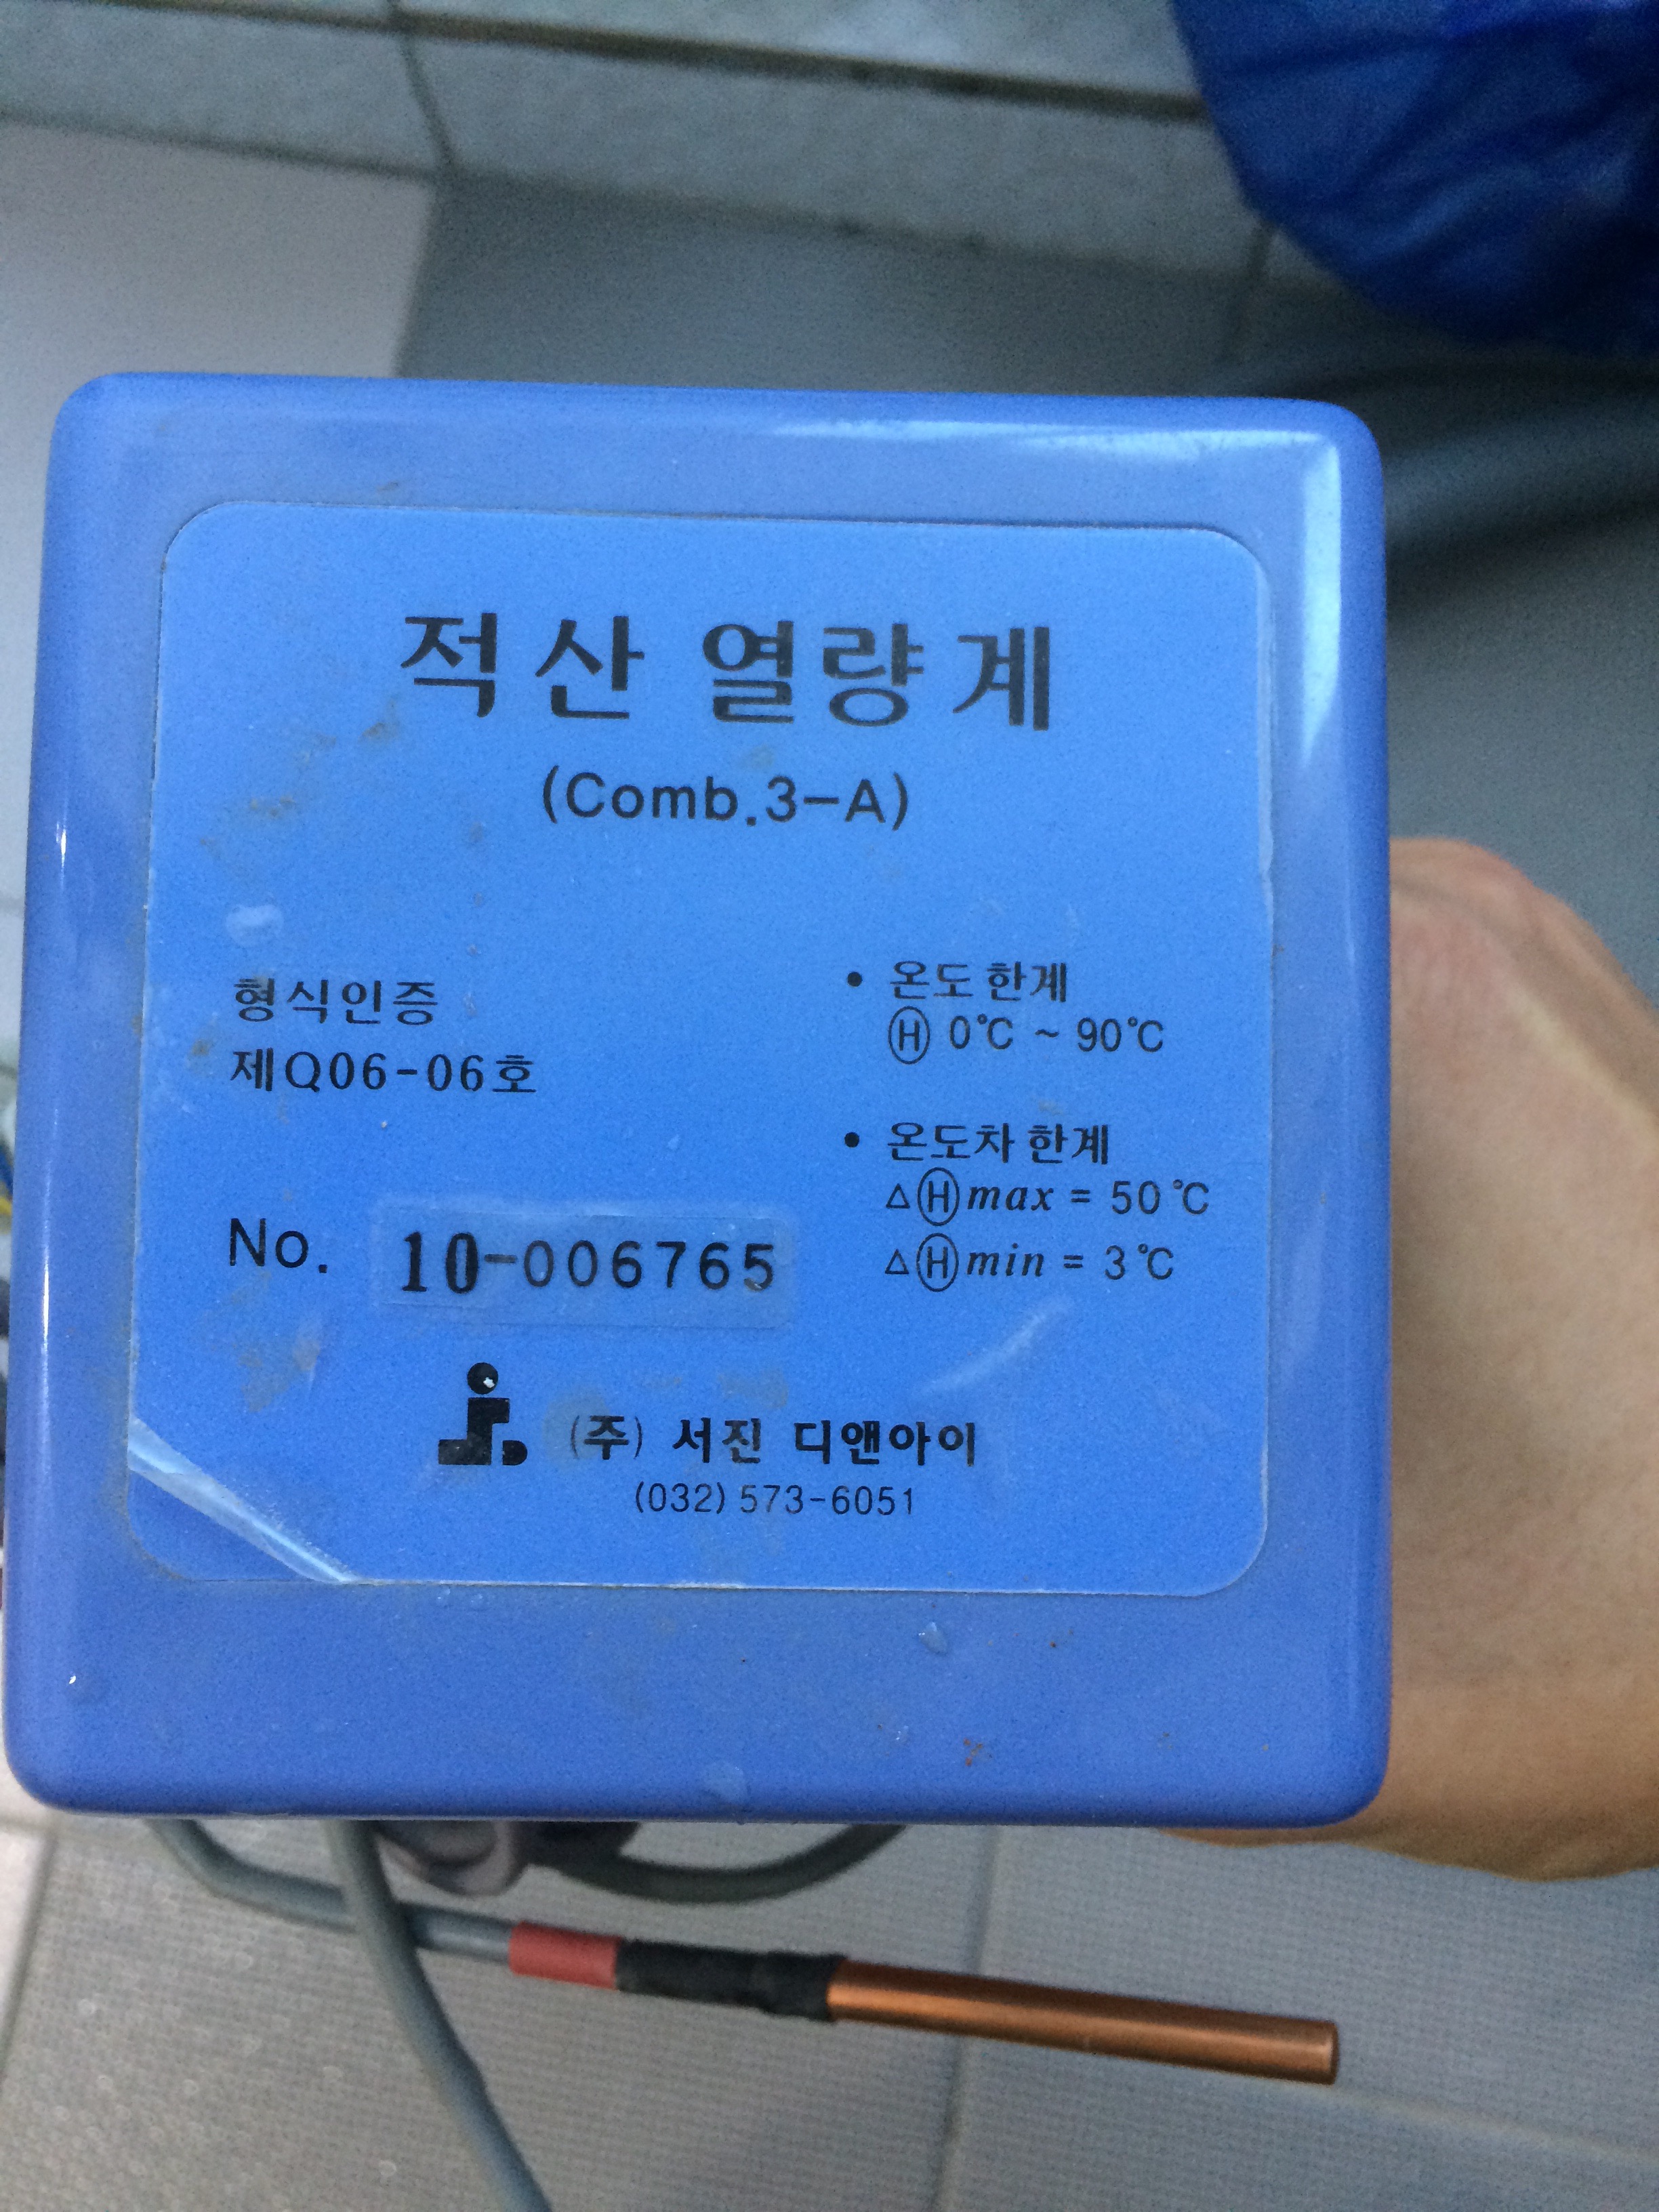 적산 열량계
(Comb.3-A)
형식인증
제Q06-06호
No. 10-006765
• 온도 한계
Ⓗ 0℃ ~ 90℃
• 온도차 한계
△Ⓗmax = 50℃
△Ⓗmin = 3℃
(주) 서진 디앤아이
(032) 573-6051